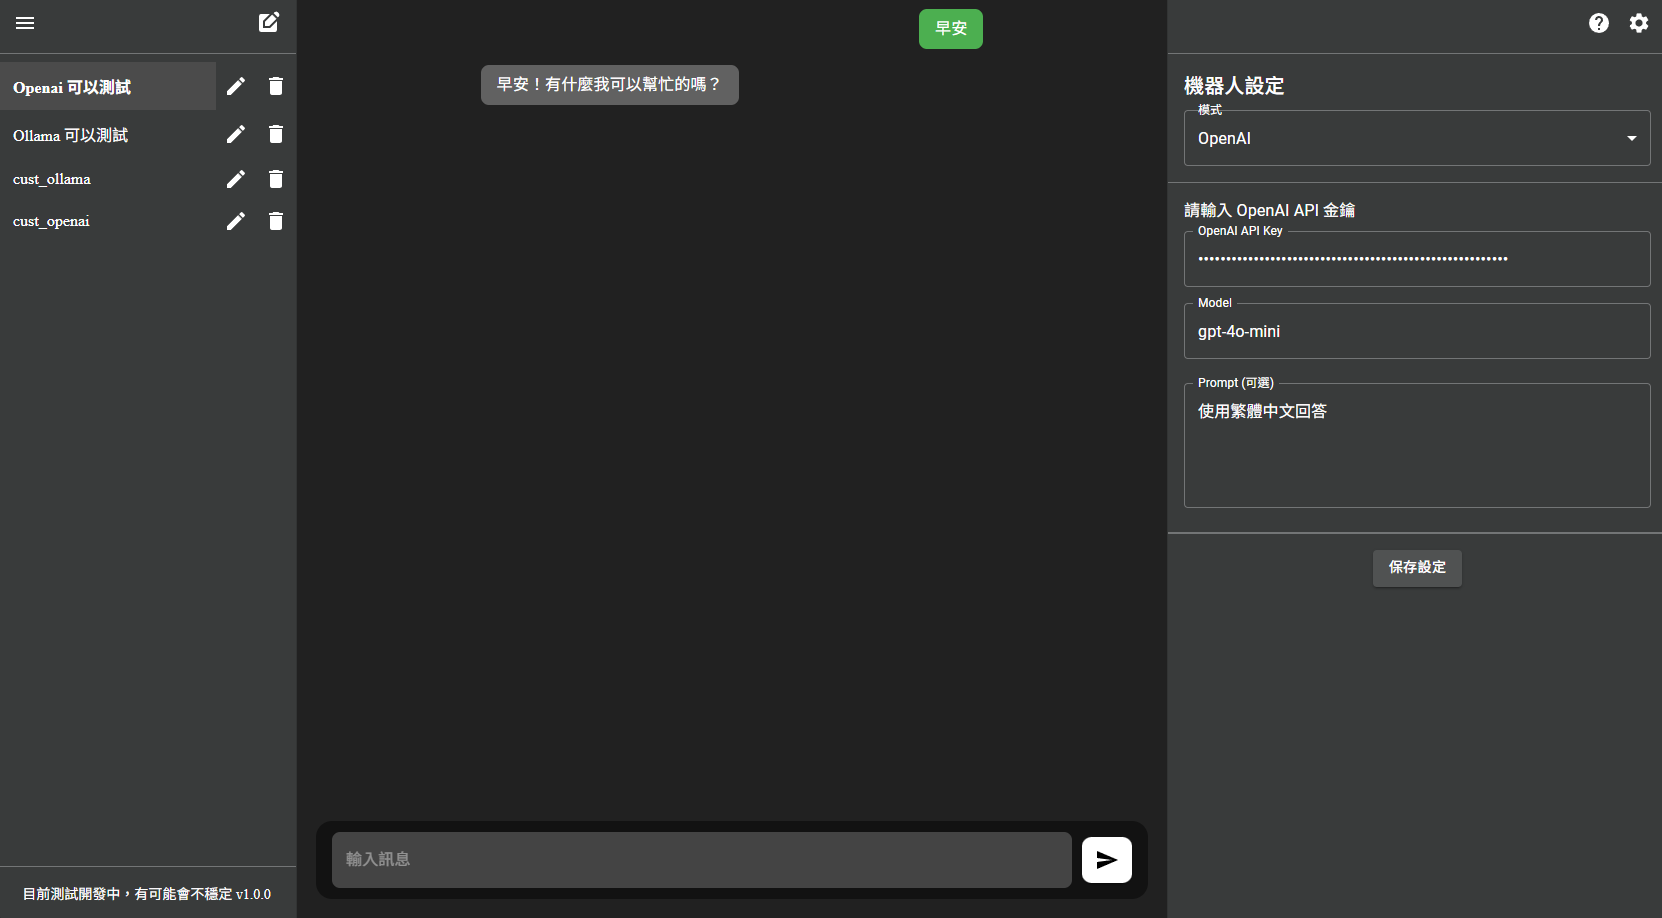 Openai 可以測試
Ollama 可以測試
cust_ollama
cust_openai
目前測試開發中，有可能會不穩定 v1.0.0
早安
早安！有什麼我可以幫忙的嗎？
輸入訊息
機器人設定
模式
OpenAI
請輸入 OpenAI API 金鑰
OpenAI API Key
Model
gpt-4o-mini
Prompt (可選)
使用繁體中文回答
保存設定